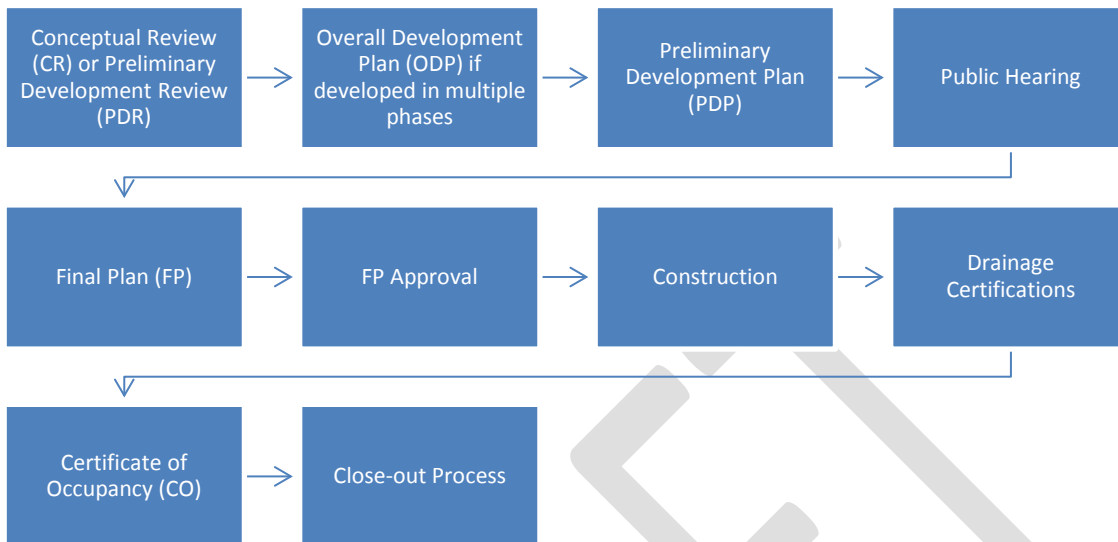 Conceptual Review
(CR) or Preliminary
Development Review
(PDR)
Overall Development
Plan (ODP) if
developed in multiple
phases
Preliminary
Development Plan
(PDP)
Public Hearing
Final Plan (FP)
FP Approval
Construction
Drainage
Certifications
Certificate of
Occupancy (CO)
Close-out Process